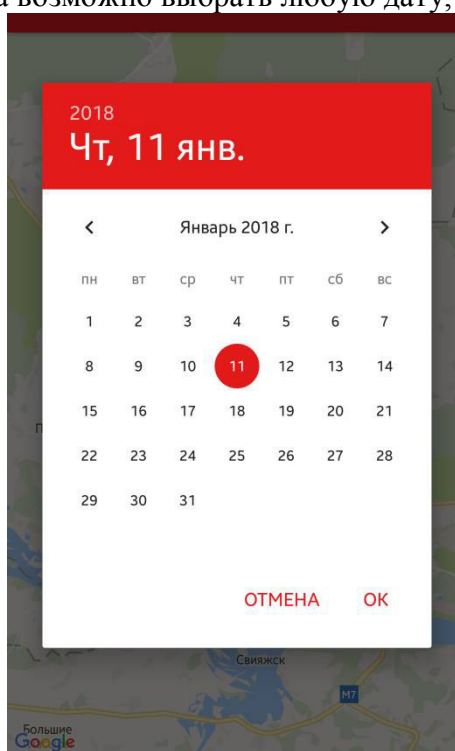 а возможно выбрать любую дату,
2018
Чт, 11 янв.
Январь 2018 г.
пн вт ср чт пт сб вс
1 2 3 4 5 6 7
8 9 10 11 12 13 14
15 16 17 18 19 20 21
22 23 24 25 26 27 28
29 30 31
ОТМЕНА ОК
Свияжск
М7
Большие
Google